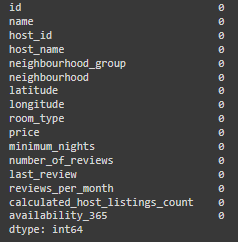 id 0
name 0
host_id 0
host_name 0
neighbourhood_group 0
neighbourhood 0
latitude 0
longitude 0
room_type 0
price 0
minimum_nights 0
number_of_reviews 0
last_review 0
reviews_per_month 0
calculated_host_listings_count 0
availability_365 0
dtype: int64